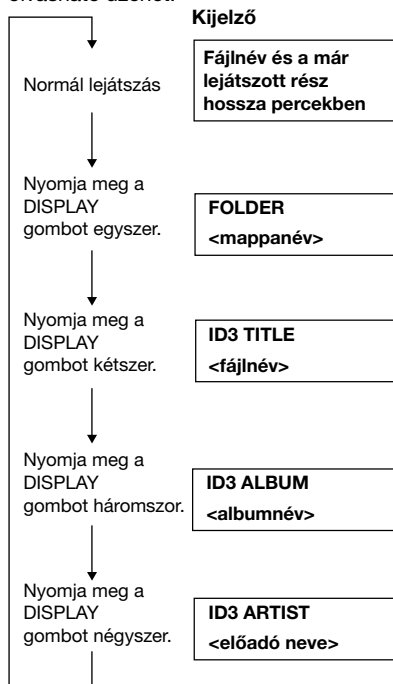 Kijelző
Normál lejátszás
Fájlnév és a már
lejátszott rész
hossza percekben
Nyomja meg a
DISPLAY
gombot egyszer.
FOLDER
<mappanév>
Nyomja meg a
DISPLAY
gombot kétszer.
ID3 TITLE
<fájlnév>
Nyomja meg a
DISPLAY
gombot háromszor.
ID3 ALBUM
<albumnév>
Nyomja meg a
DISPLAY
gombot négyszer.
ID3 ARTIST
<előadó neve>